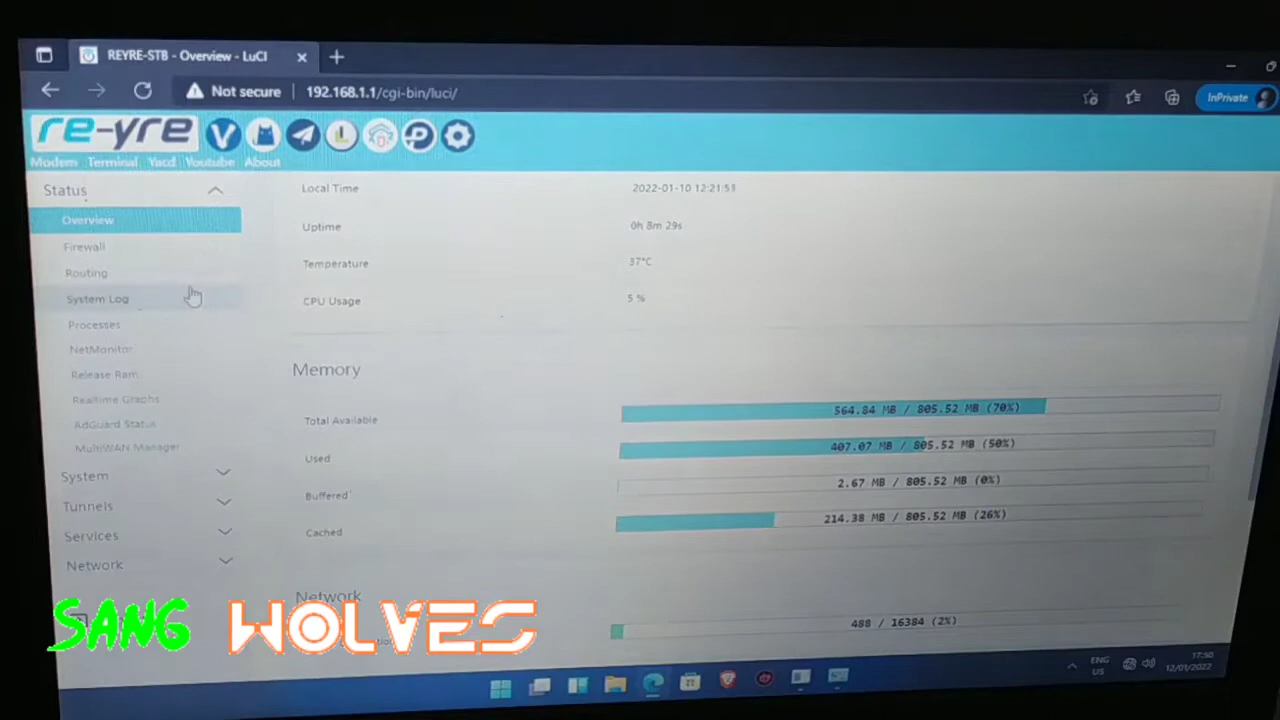 REYRE-STB - Overview - LuCI
Not secure | 192.168.1.1/cgi-bin/luci/
InPrivate
re-yre
Modem Terminal Yacd Youtube About
Status
Overview
Firewall
Routing
System Log
Processes
NetMonitor
Release Ram
Realtime Graphs
AdGuard Status
MultiWAN Manager
System
Tunnels
Services
Network
Local Time 2022-01-10 12:21:53
Uptime 0h 8m 29s
Temperature 37°C
CPU Usage 5 %
Memory
Total Available 564.84 MB / 805.52 MB (70%)
Used 407.07 MB / 805.52 MB (50%)
Buffered 2.67 MB / 805.52 MB (0%)
Cached 214.38 MB / 805.52 MB (26%)
Network
488 / 16384 (2%)
SANG WOLVES
ENG
US
17:50
12/01/2022